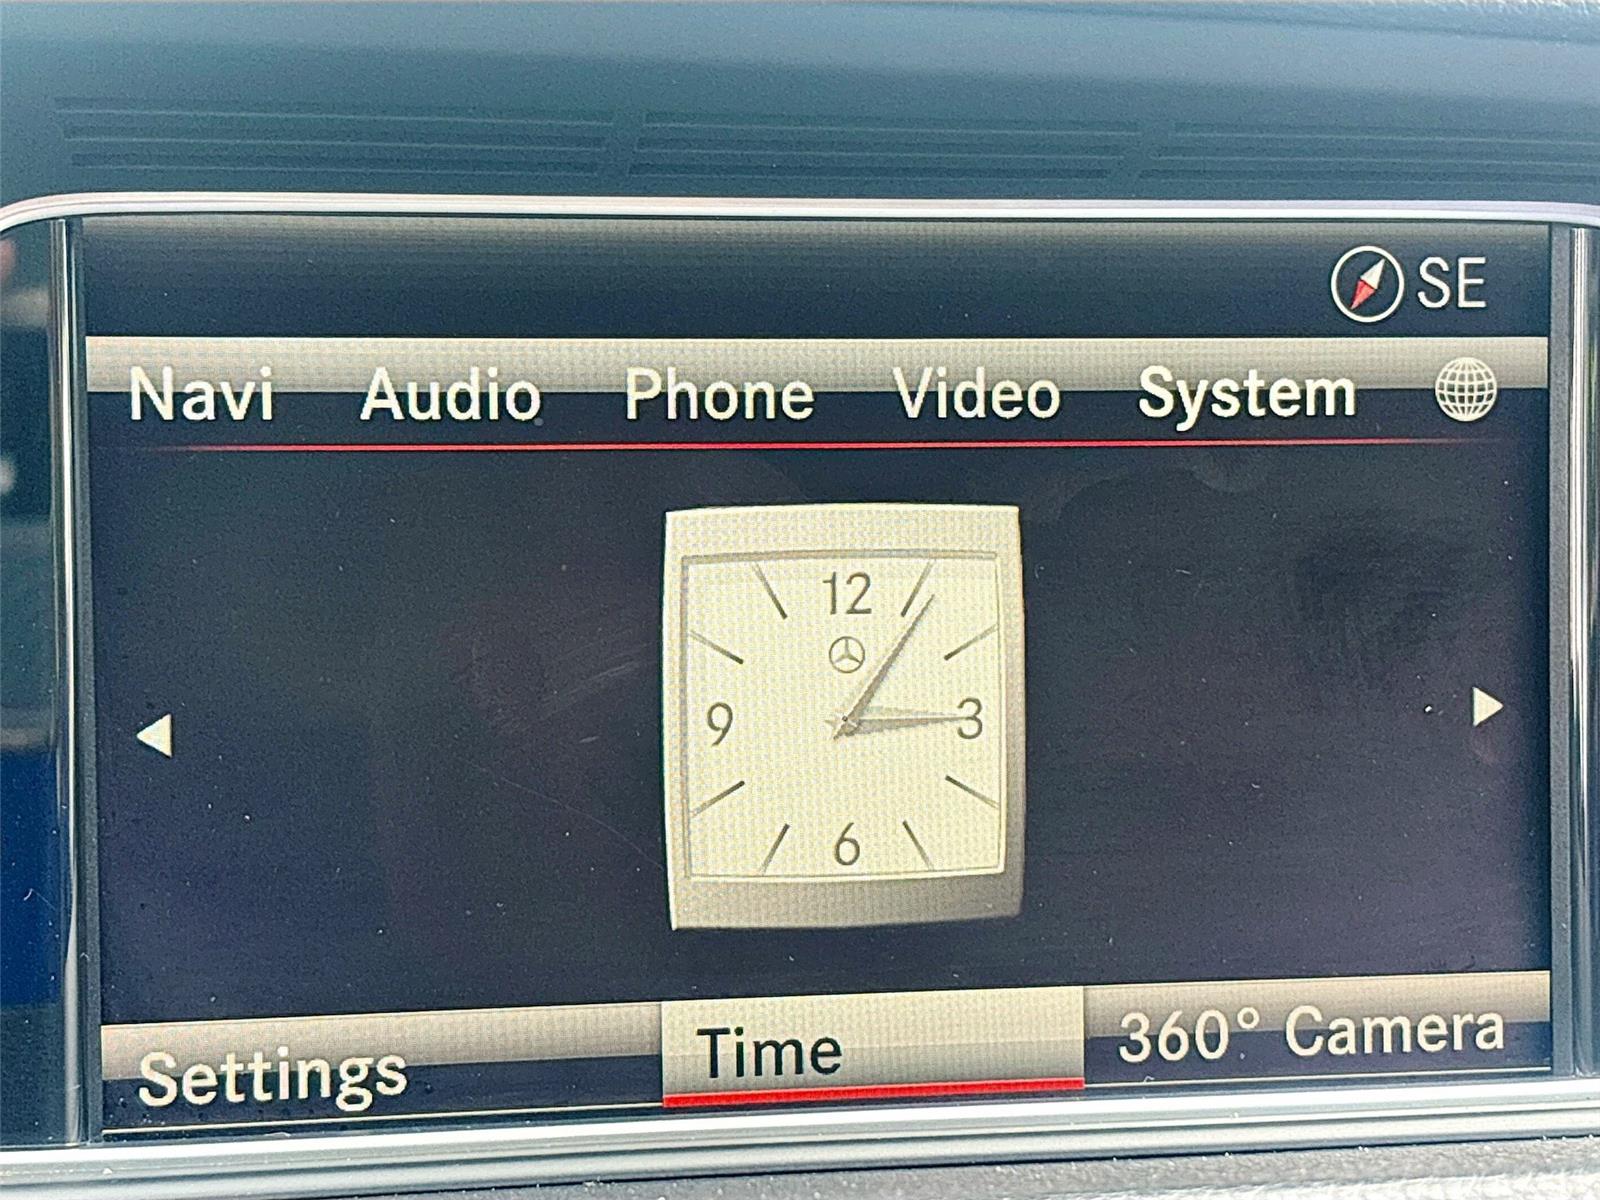 SE
Navi Audio Phone Video System
12
9 3
6
Settings Time 360° Camera